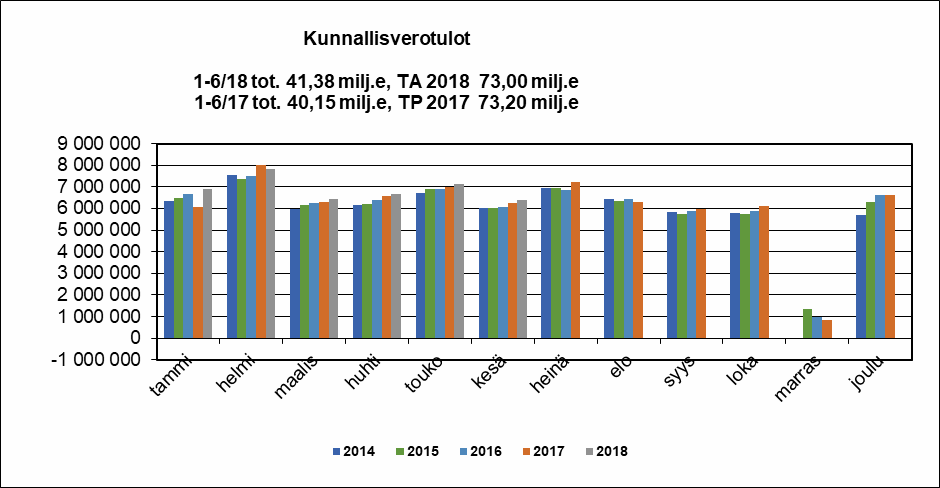 Kunnallisverotulot
1-6/18 tot. 41,38 milj.e, TA 2018 73,00 milj.e
1-6/17 tot. 40,15 milj.e, TP 2017 73,20 milj.e
9 000 000
8 000 000
7 000 000
6 000 000
5 000 000
4 000 000
3 000 000
2 000 000
1 000 000
0
-1 000 000
tammi
helmi
maalis
huhti
touko
kesä
heinä
elo
syys
loka
marras
joulu
2014 2015 2016 2017 2018